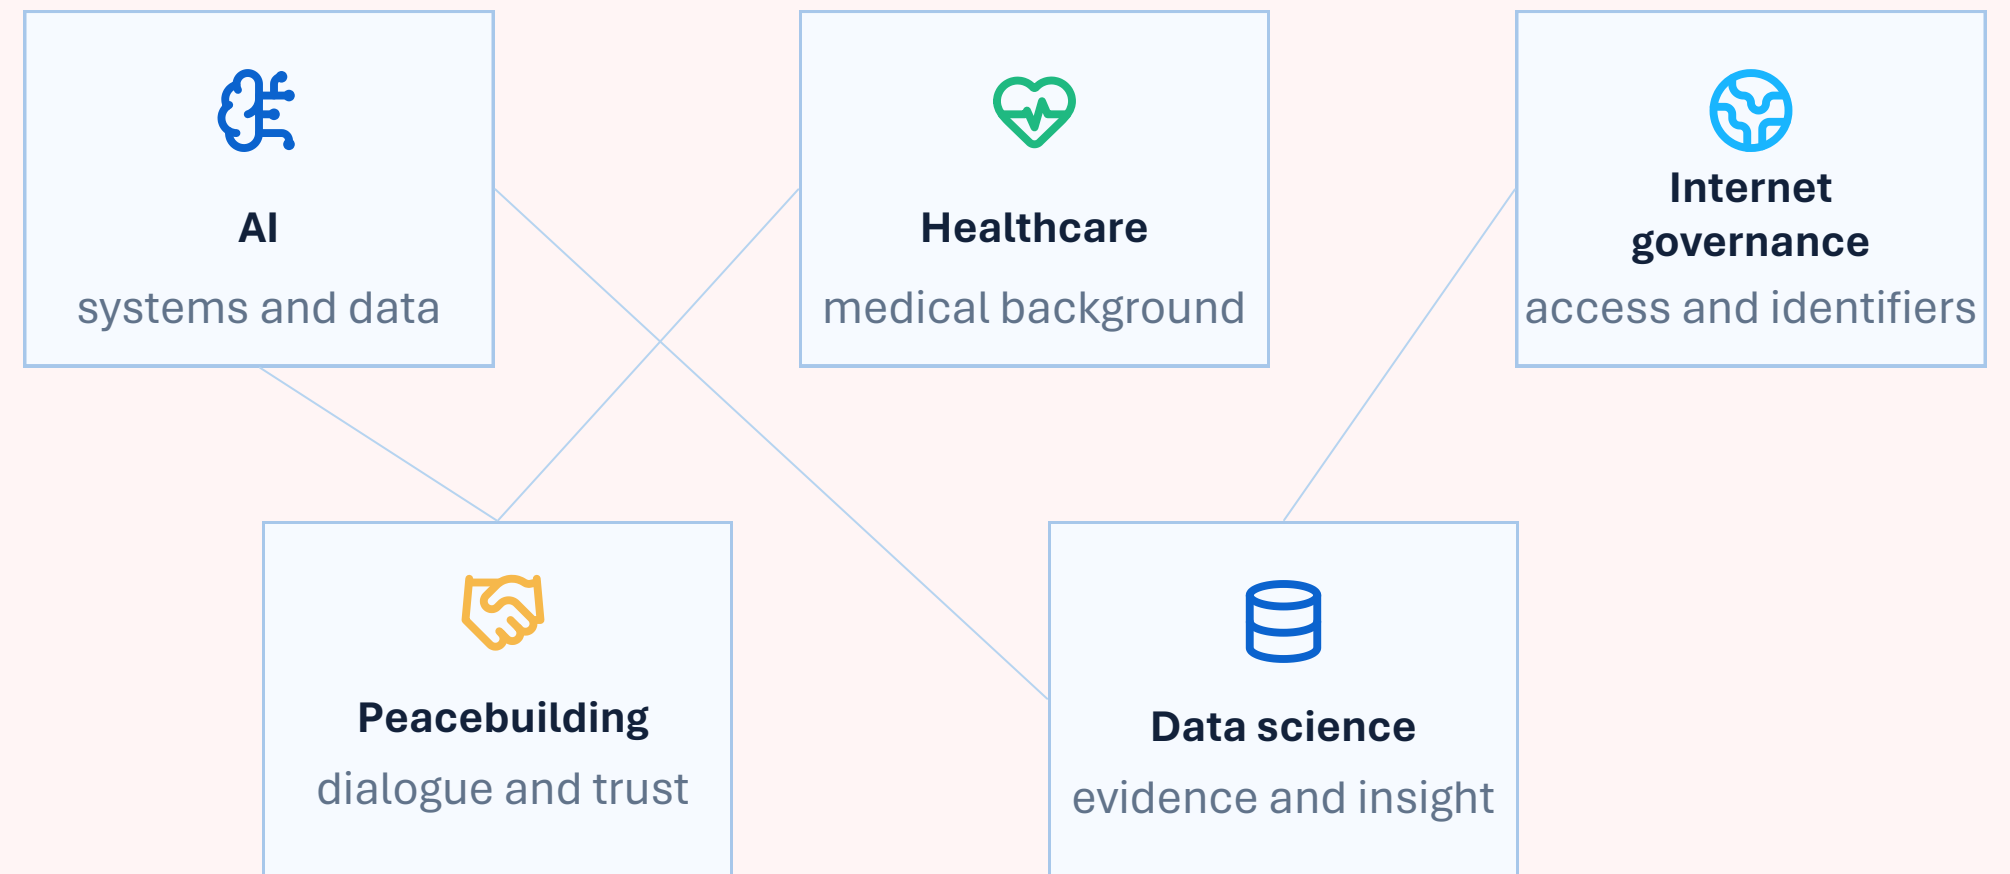 AI
systems and data
Healthcare
medical background
Internet
governance
access and identifiers
Peacebuilding
dialogue and trust
Data science
evidence and insight